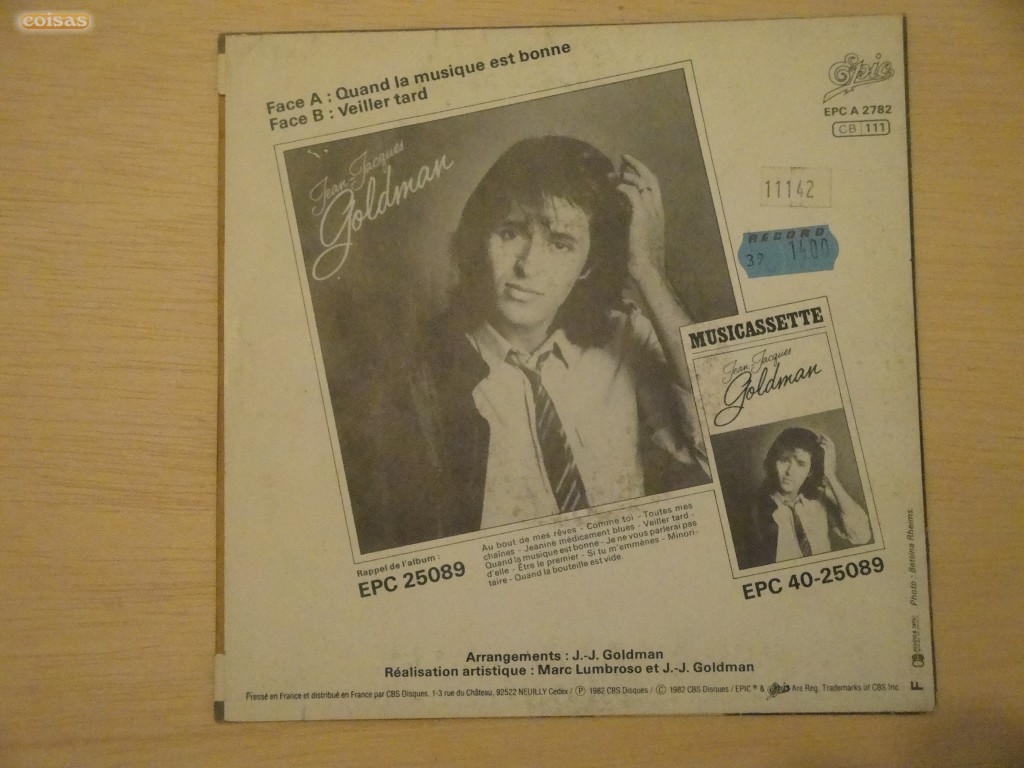 coisas
Face A : Quand la musique est bonne
Face B : Veiller tard
Epic
EPC A 2782
CB 111
11142
RECORD
39 1400
Jean-Jacques
Goldman
MUSICASSETTE
Jean-Jacques
Goldman
Rappel de l'album :
EPC 25089
Au bout de mes rêves - Comme toi - Toutes mes
chaînes - Jeanine médicament blues - Veiller tard -
Quand la musique est bonne - Je ne vous parlerai pas
d'elle - Être le premier - Si tu m'emmènes - Minori-
taire - Quand la bouteille est vide.
EPC 40-25089
Photo - Bettina Rheims.
Arrangements : J.-J. Goldman
Réalisation artistique : Marc Lumbroso et J.-J. Goldman
Pressé en France et distribué en France par CBS Disques. 1-3 rue du Château, 92522 NEUILLY Cedex / Ⓟ 1982 CBS Disques / Ⓒ 1982 CBS Disques / EPIC ® & Epic Are Reg. Trademarks of CBS Inc.
F